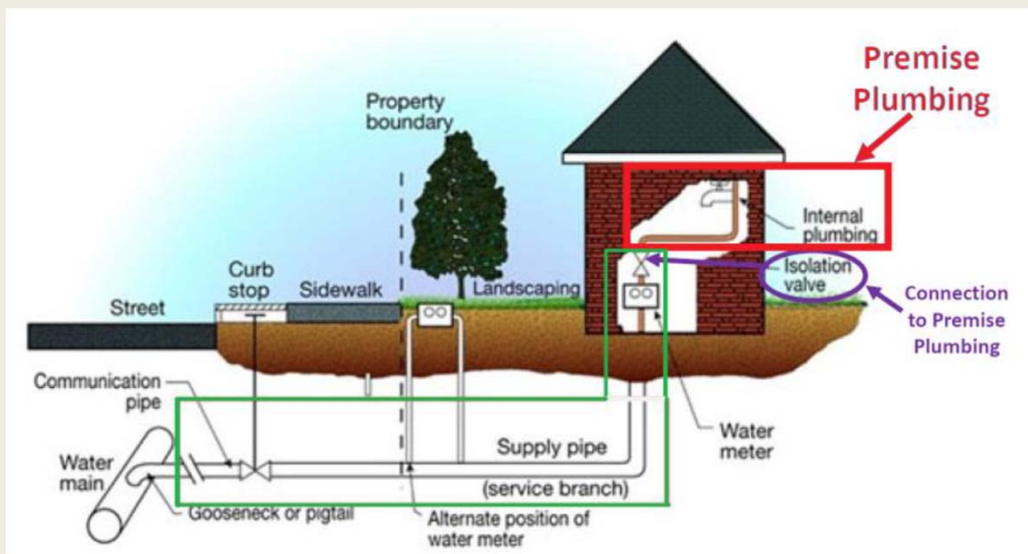 Premise
Plumbing
Property
boundary
Internal
plumbing
Isolation
valve
Connection
to Premise
Plumbing
Curb
stop
Sidewalk
Landscaping
Street
Communication
pipe
Water
meter
Supply pipe
(service branch)
Water
main
Gooseneck or pigtail
Alternate position of
water meter